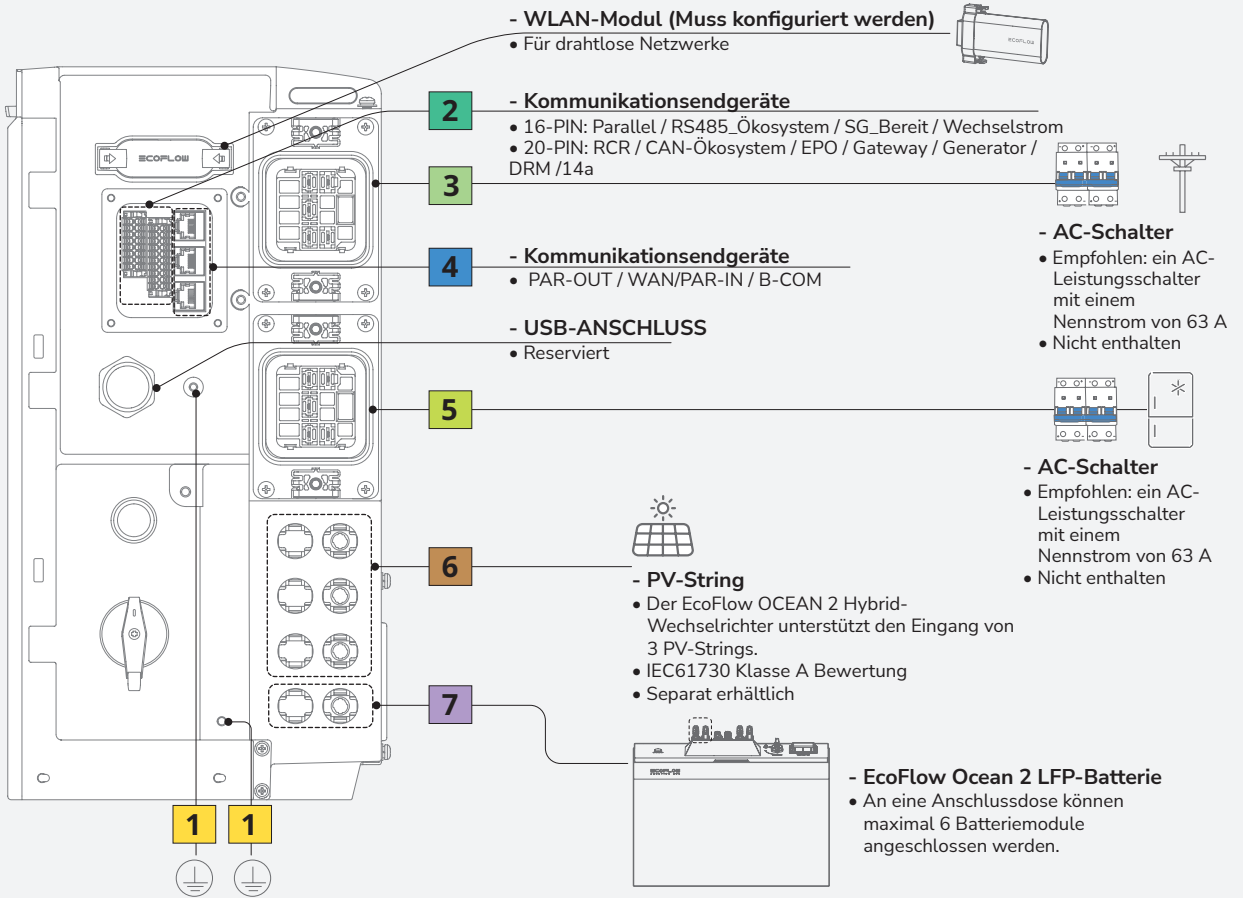 - WLAN-Modul (Muss konfiguriert werden)
• Für drahtlose Netzwerke
ECOFLOW
2
- Kommunikationsendgeräte
• 16-PIN: Parallel / RS485_Ökosystem / SG_Bereit / Wechselstrom
• 20-PIN: RCR / CAN-Ökosystem / EPO / Gateway / Generator /
DRM /14a
ECOFLOW
3
- AC-Schalter
• Empfohlen: ein AC-
Leistungsschalter
mit einem
Nennstrom von 63 A
• Nicht enthalten
4
- Kommunikationsendgeräte
• PAR-OUT / WAN/PAR-IN / B-COM
- USB-ANSCHLUSS
• Reserviert
5
- AC-Schalter
• Empfohlen: ein AC-
Leistungsschalter
mit einem
Nennstrom von 63 A
• Nicht enthalten
6
- PV-String
• Der EcoFlow OCEAN 2 Hybrid-
Wechselrichter unterstützt den Eingang von
3 PV-Strings.
• IEC61730 Klasse A Bewertung
• Separat erhältlich
7
ECOFLOW
- EcoFlow Ocean 2 LFP-Batterie
• An eine Anschlussdose können
maximal 6 Batteriemodule
angeschlossen werden.
1 1